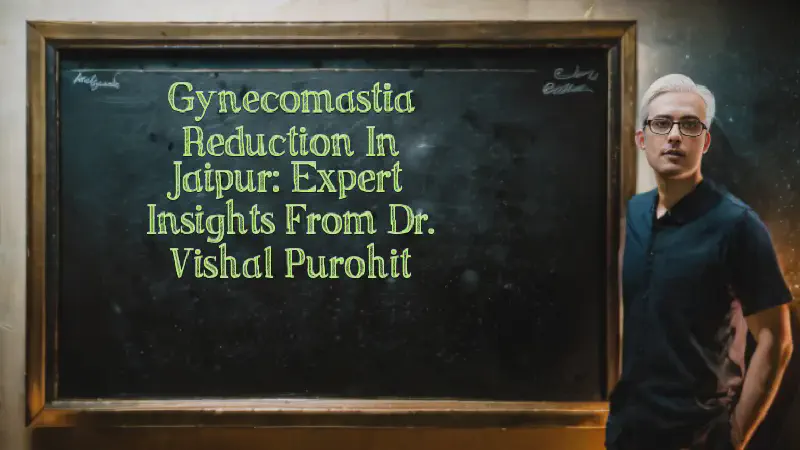 Gynecomastia
Reduction In
Jaipur: Expert
Insights From Dr.
Vishal Purohit